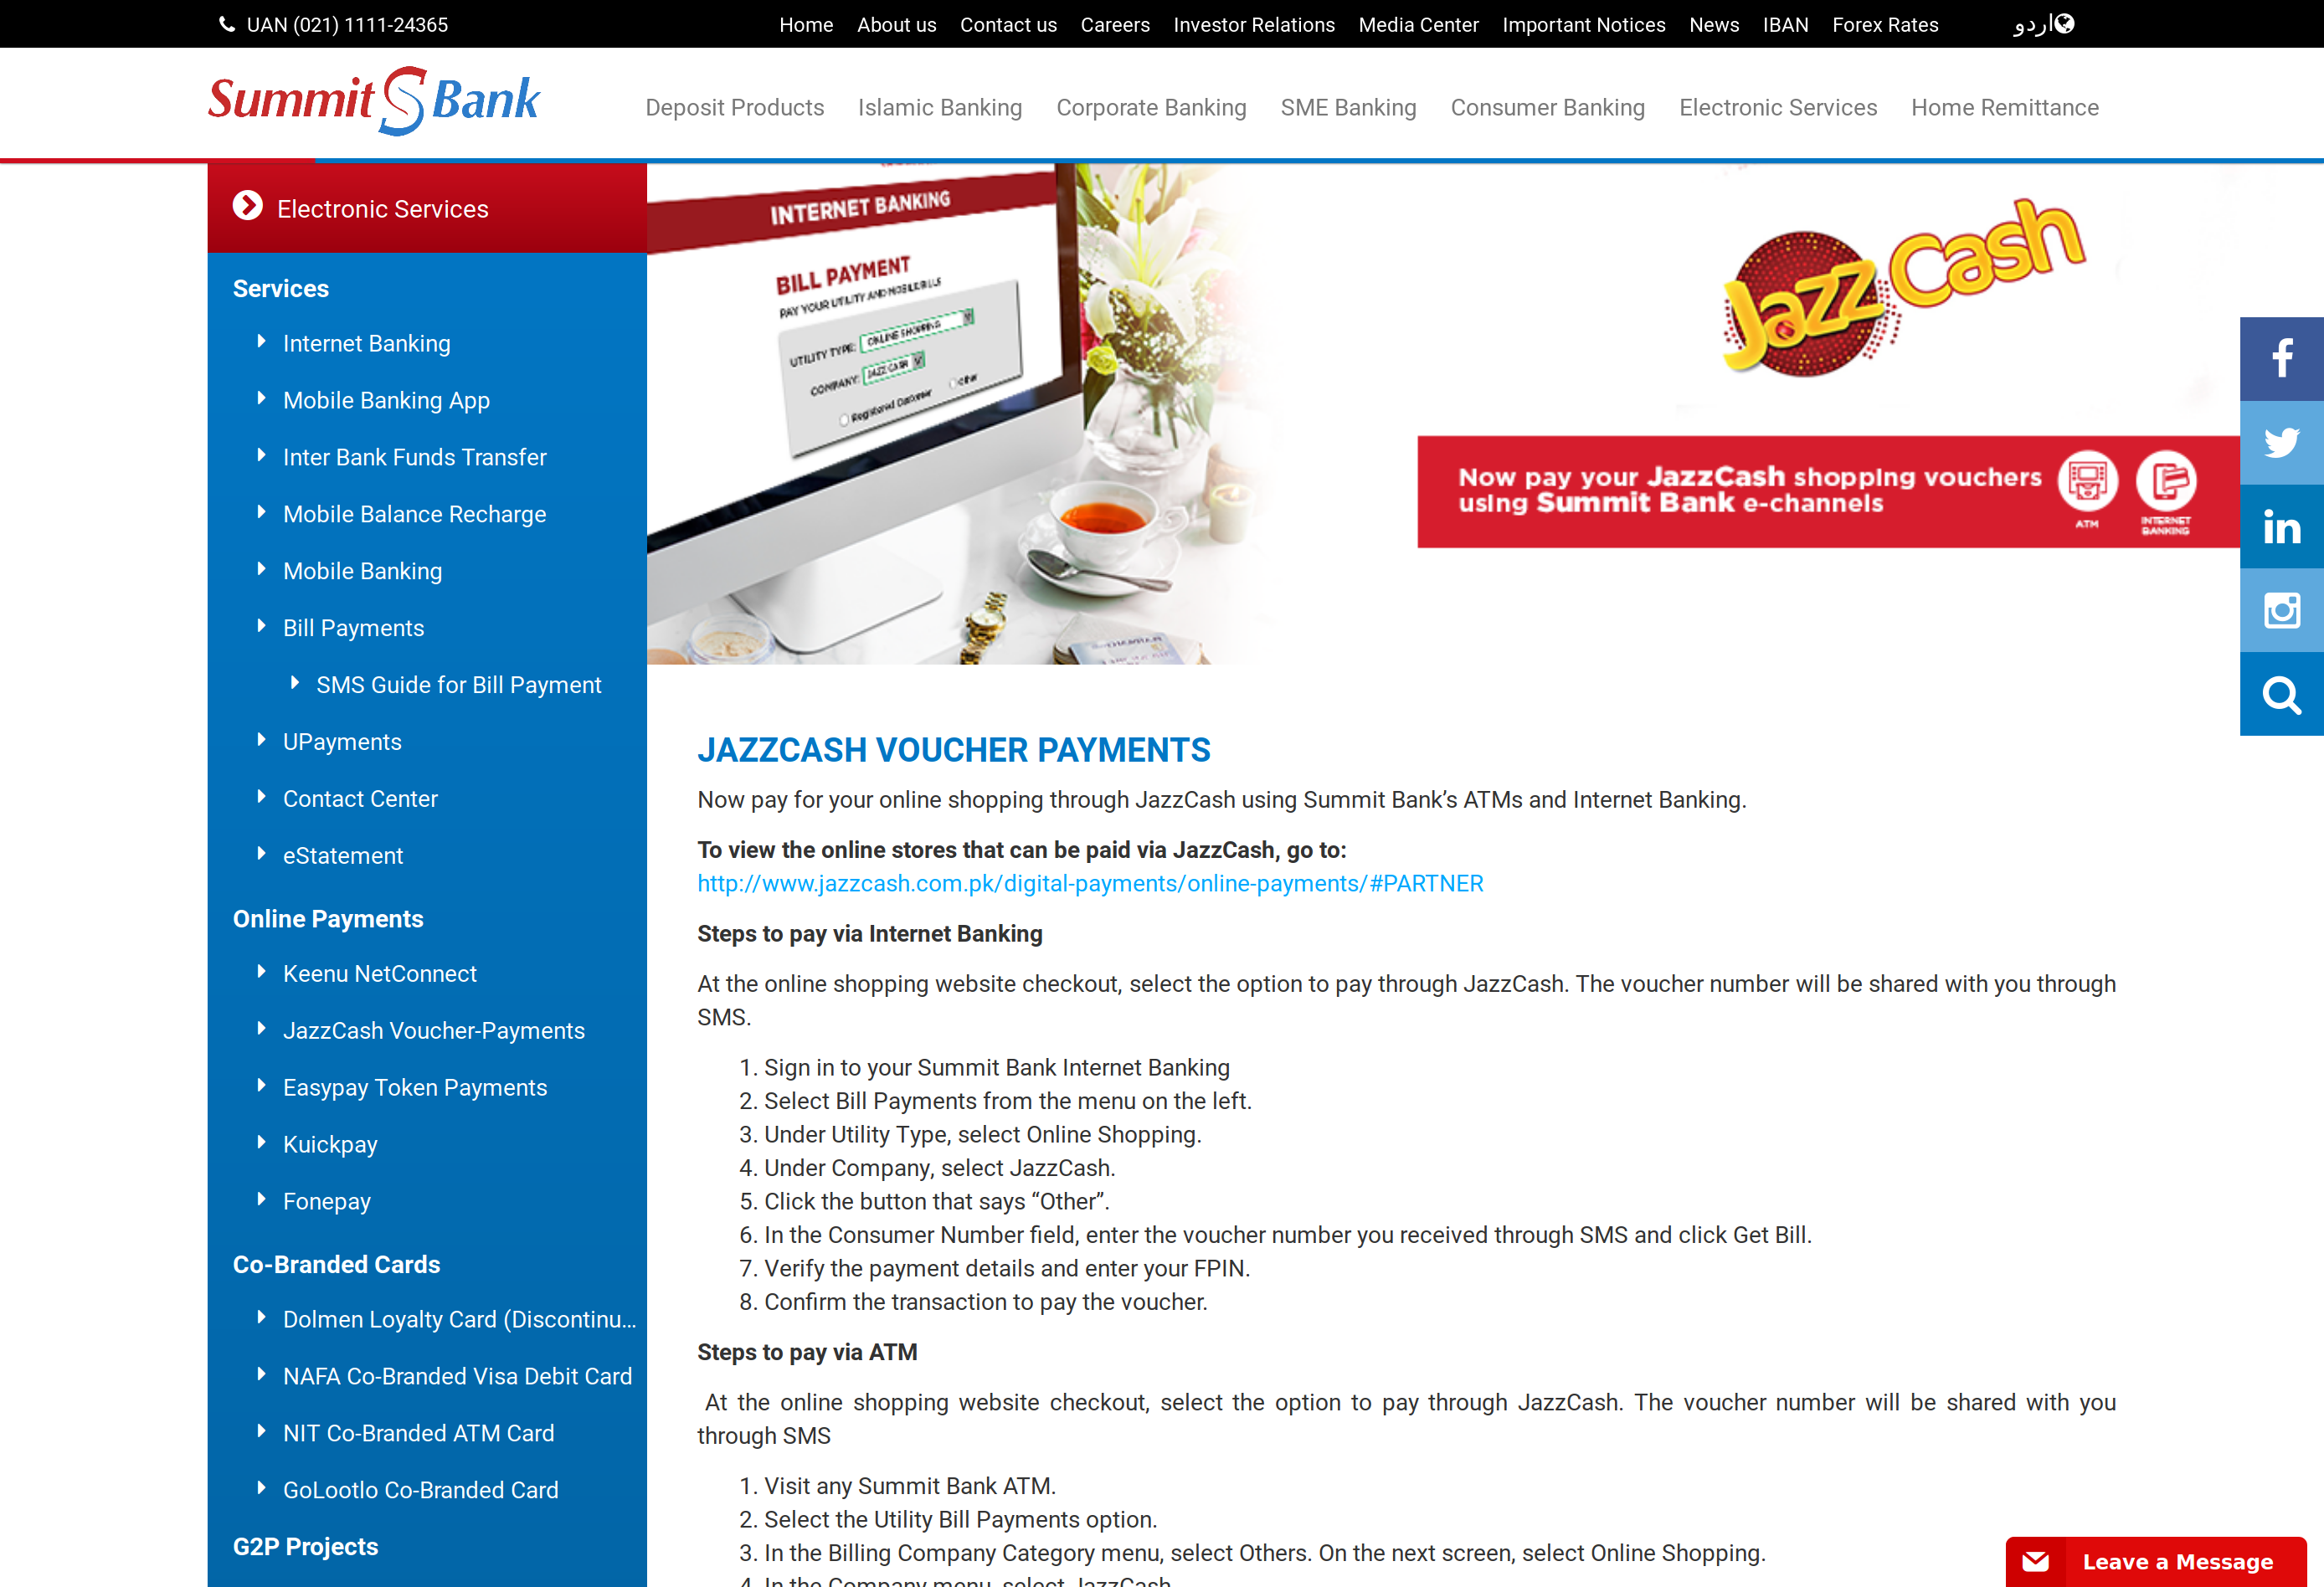 UAN (021) 1111-24365
Home About us Contact us Careers Investor Relations Media Center Important Notices News IBAN Forex Rates اردو
Summit Bank
Deposit Products Islamic Banking Corporate Banking SME Banking Consumer Banking Electronic Services Home Remittance
Electronic Services
Services
Internet Banking
Mobile Banking App
Inter Bank Funds Transfer
Mobile Balance Recharge
Mobile Banking
Bill Payments
SMS Guide for Bill Payment
UPayments
Contact Center
eStatement
Online Payments
Keenu NetConnect
JazzCash Voucher-Payments
Easypay Token Payments
Kuickpay
Fonepay
Co-Branded Cards
Dolmen Loyalty Card (Discontinu...
NAFA Co-Branded Visa Debit Card
NIT Co-Branded ATM Card
GoLootlo Co-Branded Card
G2P Projects
INTERNET BANKING
BILL PAYMENT
PAY YOUR UTILITY AND MOBILE BILLS
UTILITY TYPE: ONLINE SHOPPING
COMPANY: JAZZ CASH
Registered Customer Other
Jazz Cash
Now pay your JazzCash shopping vouchers
using Summit Bank e-channels
ATM
INTERNET
BANKING
JAZZCASH VOUCHER PAYMENTS
Now pay for your online shopping through JazzCash using Summit Bank’s ATMs and Internet Banking.
To view the online stores that can be paid via JazzCash, go to:
http://www.jazzcash.com.pk/digital-payments/online-payments/#PARTNER
Steps to pay via Internet Banking
At the online shopping website checkout, select the option to pay through JazzCash. The voucher number will be shared with you through
SMS.
1. Sign in to your Summit Bank Internet Banking
2. Select Bill Payments from the menu on the left.
3. Under Utility Type, select Online Shopping.
4. Under Company, select JazzCash.
5. Click the button that says “Other”.
6. In the Consumer Number field, enter the voucher number you received through SMS and click Get Bill.
7. Verify the payment details and enter your FPIN.
8. Confirm the transaction to pay the voucher.
Steps to pay via ATM
At the online shopping website checkout, select the option to pay through JazzCash. The voucher number will be shared with you
through SMS
1. Visit any Summit Bank ATM.
2. Select the Utility Bill Payments option.
3. In the Billing Company Category menu, select Others. On the next screen, select Online Shopping.
4. In the Company menu, select JazzCash
Leave a Message